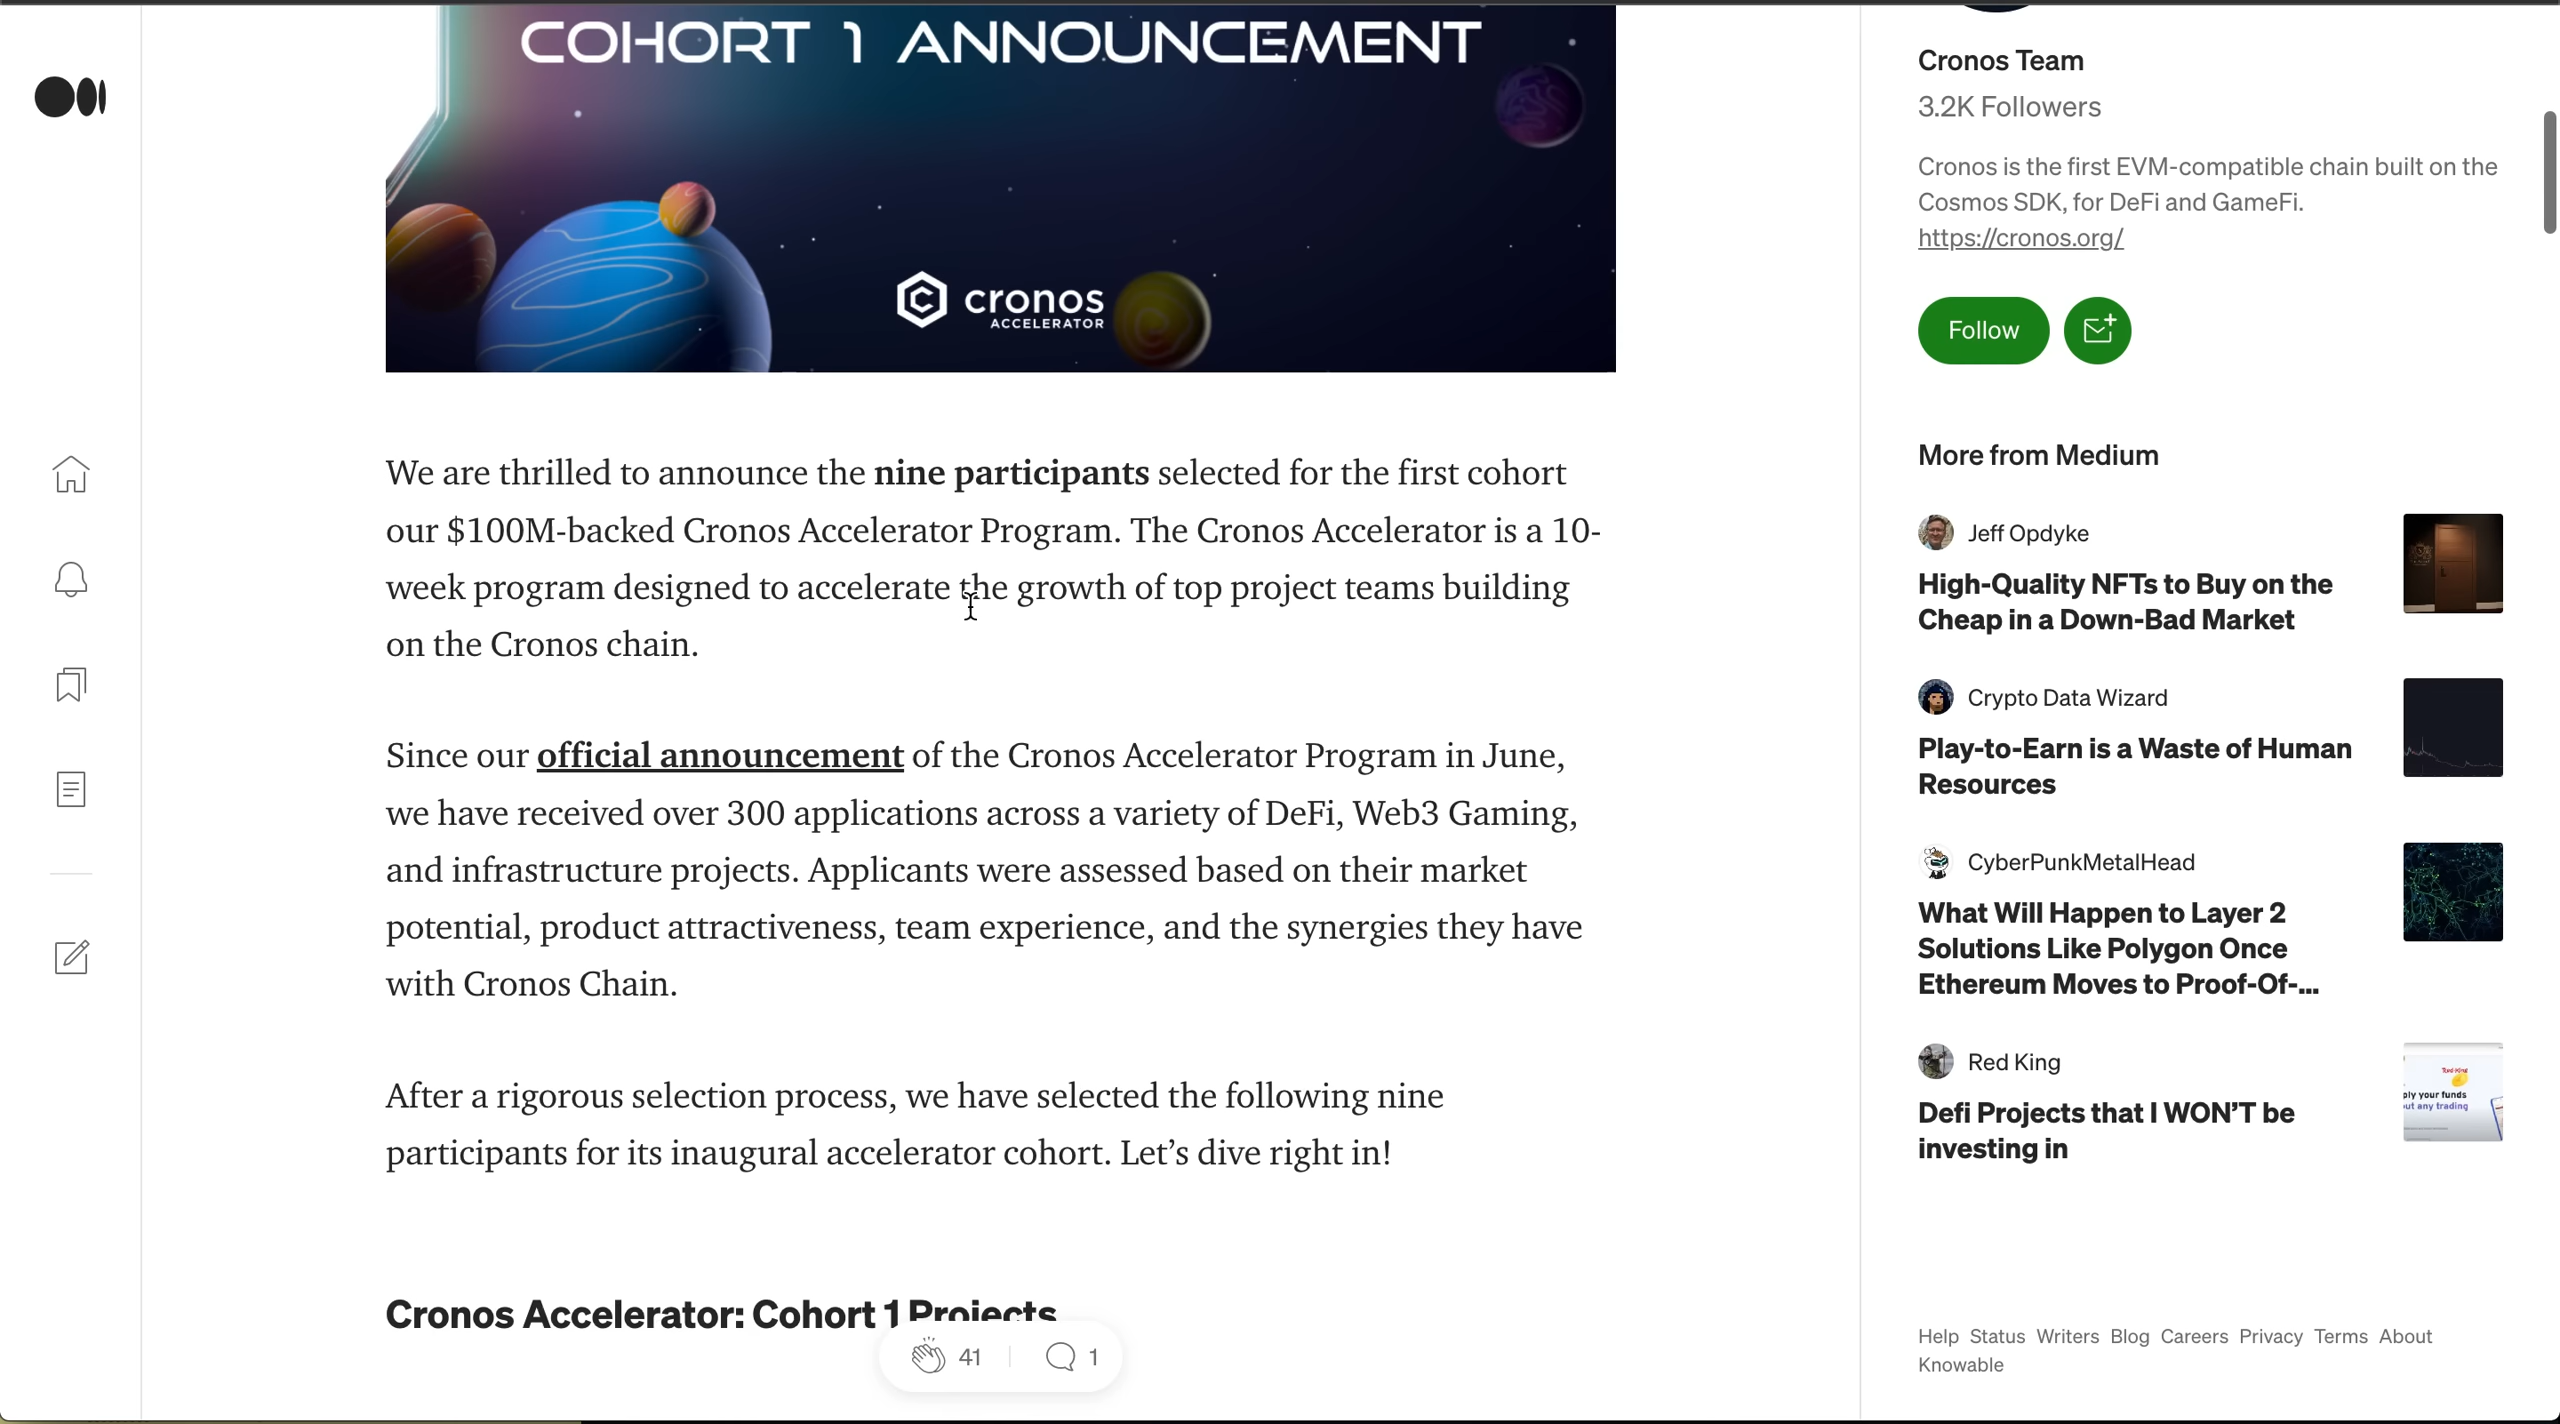 COHORT 1 ANNOUNCEMENT
cronos
ACCELERATOR
We are thrilled to announce the nine participants selected for the first cohort
our $100M-backed Cronos Accelerator Program. The Cronos Accelerator is a 10-
week program designed to accelerate the growth of top project teams building
on the Cronos chain.
Since our official announcement of the Cronos Accelerator Program in June,
we have received over 300 applications across a variety of DeFi, Web3 Gaming,
and infrastructure projects. Applicants were assessed based on their market
potential, product attractiveness, team experience, and the synergies they have
with Cronos Chain.
After a rigorous selection process, we have selected the following nine
participants for its inaugural accelerator cohort. Let’s dive right in!
Cronos Accelerator: Cohort 1 Projects
41
1
Cronos Team
3.2K Followers
Cronos is the first EVM-compatible chain built on the
Cosmos SDK, for DeFi and GameFi.
https://cronos.org/
Follow
More from Medium
Jeff Opdyke
High-Quality NFTs to Buy on the
Cheap in a Down-Bad Market
Crypto Data Wizard
Play-to-Earn is a Waste of Human
Resources
CyberPunkMetalHead
What Will Happen to Layer 2
Solutions Like Polygon Once
Ethereum Moves to Proof-Of-...
Red King
Defi Projects that I WON’T be
investing in
ply your funds
ut any trading
Help Status Writers Blog Careers Privacy Terms About
Knowable